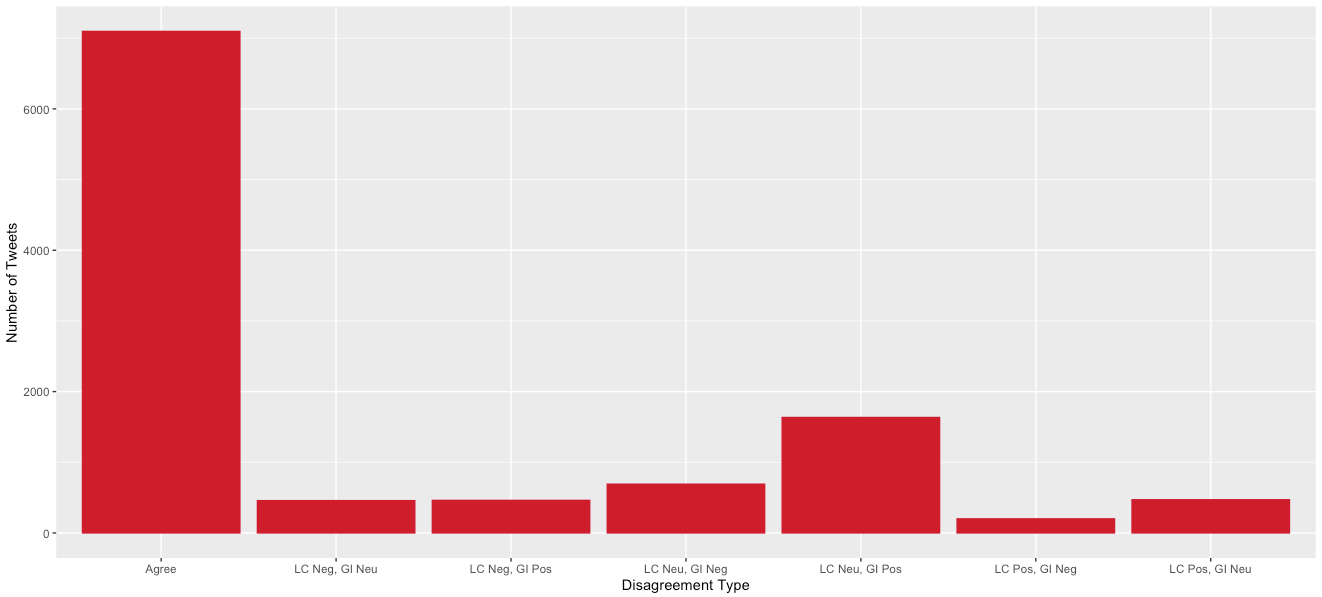 Number of Tweets
6000
4000
2000
0
Agree
LC Neg, GI Neu
LC Neg, GI Pos
LC Neu, GI Neg
LC Neu, GI Pos
LC Pos, GI Neg
LC Pos, GI Neu
Disagreement Type